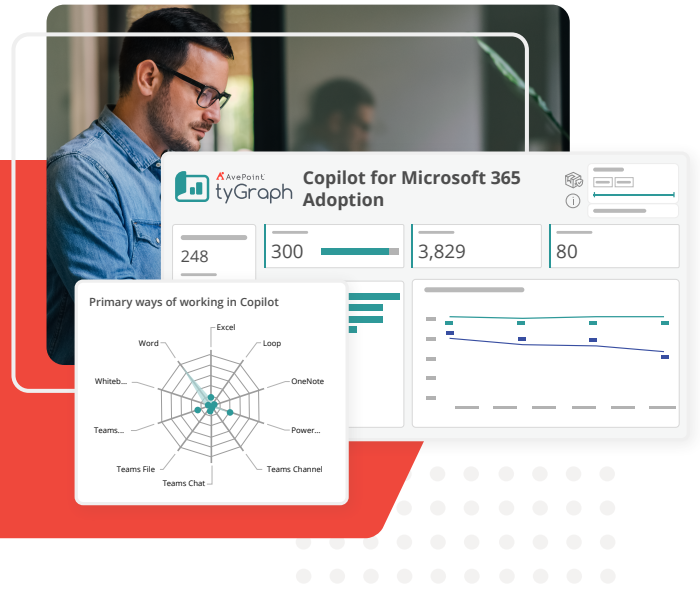 AvePoint
tyGraph
Copilot for Microsoft 365
Adoption
248
300
3,829
80
Primary ways of working in Copilot
Excel
Word
Loop
Whiteb...
OneNote
Teams...
Power...
Teams File
Teams Channel
Teams Chat